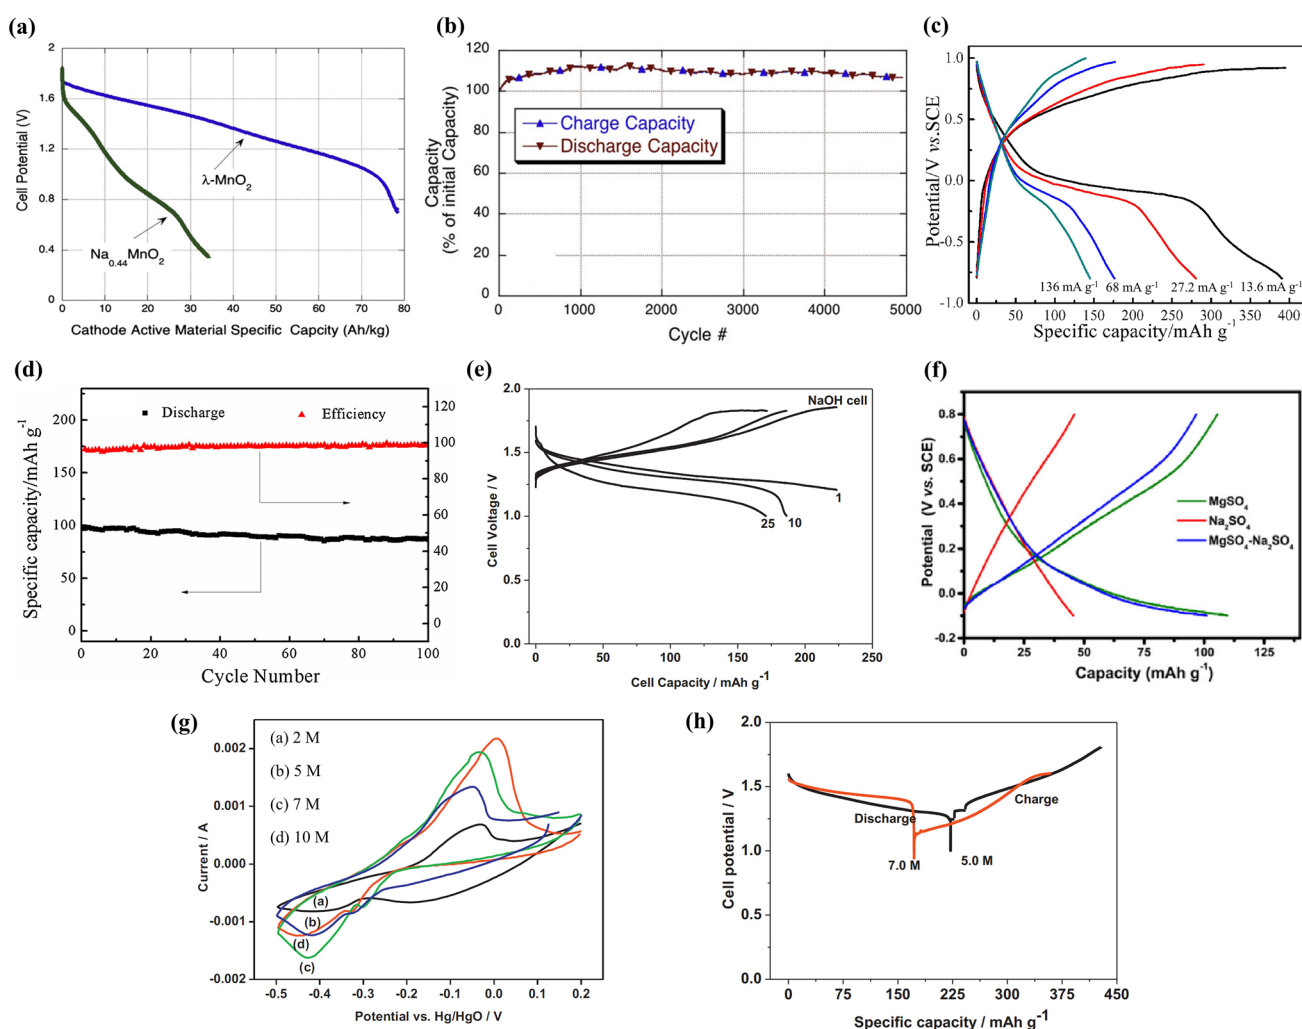 (a)
2
1.6
1.2
0.8
0.4
0
Cell Potential (V)
λ-MnO2
Na0.44MnO2
0 10 20 30 40 50 60 70 80
Cathode Active Material Specific Capcity (Ah/kg)
(b)
120
100
80
60
40
20
0
Capacity
(% of initial Capacity)
Charge Capacity
Discharge Capacity
0 1000 2000 3000 4000 5000
Cycle #
(c)
1.0
0.5
0.0
-0.5
-1.0
Potential/V vs.SCE
136 mA g-1 68 mA g-1 27.2 mA g-1 13.6 mA g-1
0 50 100 150 200 250 300 350 400
Specific capacity/mAh g-1
(d)
200
150
100
50
0
Specific capacity/mAh g-1
Discharge
Efficiency
120
100
80
60
40
20
0
0 20 40 60 80 100
Cycle Number
(e)
2.0
1.5
1.0
0.5
0.0
Cell Voltage / V
NaOH cell
1
10
25
0 50 100 150 200 250
Cell Capacity / mAh g-1
(f)
0.8
0.6
0.4
0.2
0.0
-0.2
Potential (V vs. SCE)
MgSO4
Na2SO4
MgSO4-Na2SO4
0 25 50 75 100 125
Capacity (mAh g-1)
(g)
0.002
0.001
0.000
-0.001
-0.002
Current / A
(a) 2 M
(b) 5 M
(c) 7 M
(d) 10 M
(a)
(b)
(d)
(c)
-0.5 -0.4 -0.3 -0.2 -0.1 0.0 0.1 0.2
Potential vs. Hg/HgO / V
(h)
2.0
1.5
1.0
0.5
0.0
Cell potential / V
Discharge
Charge
7.0 M
5.0 M
0 75 150 225 300 375 450
Specific capacity / mAh g-1